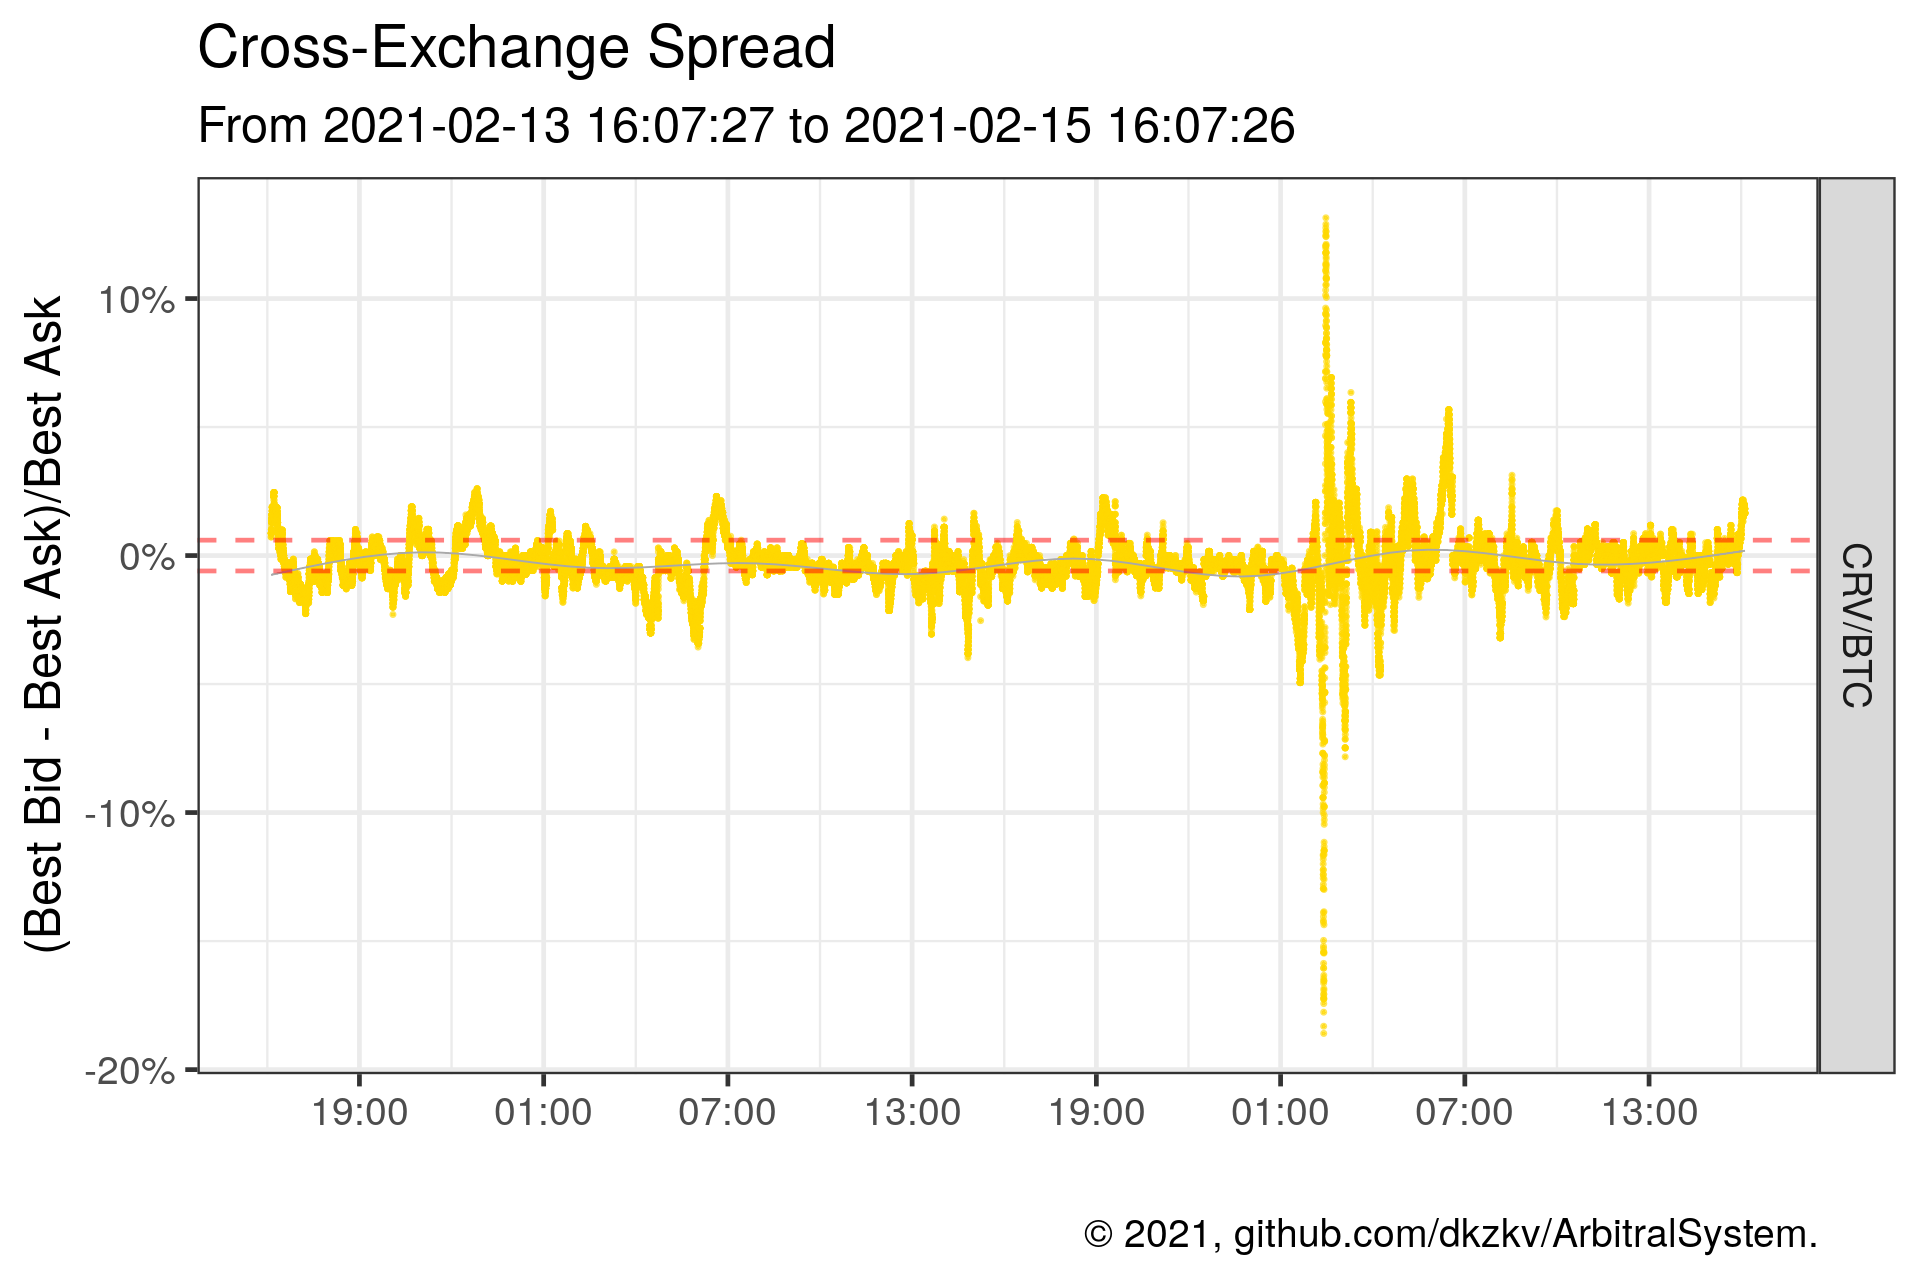 Cross-Exchange Spread
From 2021-02-13 16:07:27 to 2021-02-15 16:07:26
(Best Bid - Best Ask)/Best Ask
10%
0%
-10%
-20%
CRV/BTC
19:00 01:00 07:00 13:00 19:00 01:00 07:00 13:00
© 2021, github.com/dkzkv/ArbitralSystem.